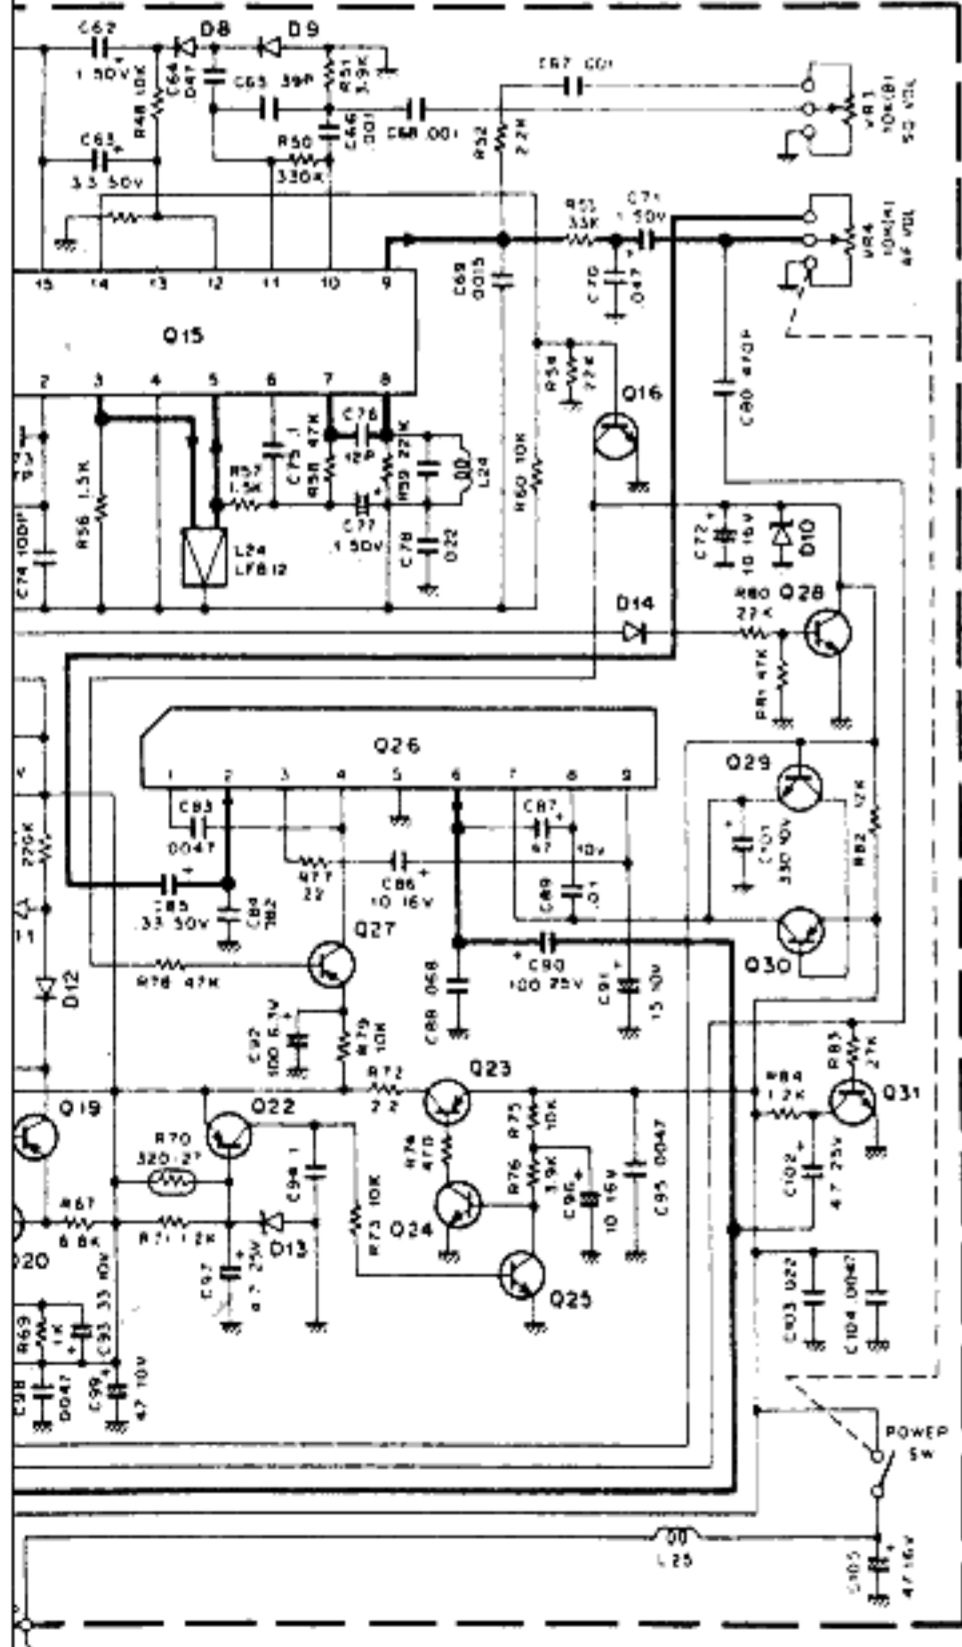 C62
1 50V
D8
D9
C64
.047
C65 39P
R51
3.9K
C66
.001
C68 .001
R48 10K
C63
3.3 50V
R50
330K
R52
2.2K
C67 .001
VR3
10K(B)
SQ VOL
VR4
10K(A)
AF VOL
R53
33K
C71
1 50V
C69
.0015
C70
.047
15 14 13 12 11 10 9
Q15
2 3 4 5 6 7 8
R54
22K
Q16
C80 470P
R56 1.5K
C74 100P
R57
1.5K
C75 .1
R58 47K
C76
C77
1 50V
R59 22K
C78
.022
L24
R60 10K
L24
LFB12
C72
10 16V
D10
D14
R80
22K
Q28
R81 47K
Q26
1 2 3 4 5 6 7 8 9
C83
.0047
R77
22
C86
10 16V
C87
47
10V
C89
.01
Q29
C101
330 10V
R82
220K
C85
.33 50V
C84
Q27
R78 47K
C90
100 25V
C88 .068
C91
15 10V
Q30
D12
C92
100 6.3V
R79
10K
R72
2.2
Q23
R83
27K
R84
1.2K
Q31
Q19
Q22
R70
320-27
C94 .1
R73 10K
R74
470
R75
10K
R76
3.9K
C96
10 16V
C95 .0047
C102
4.7 25V
R67
6.8K
R71 1.2K
D13
Q24
C97
4.7 25V
Q25
Q20
R69
1K
C93 33 10V
C98
.0047
C99
47 10V
C103 .022
C104 .0047
POWER
SW
L25
C105
47 16V